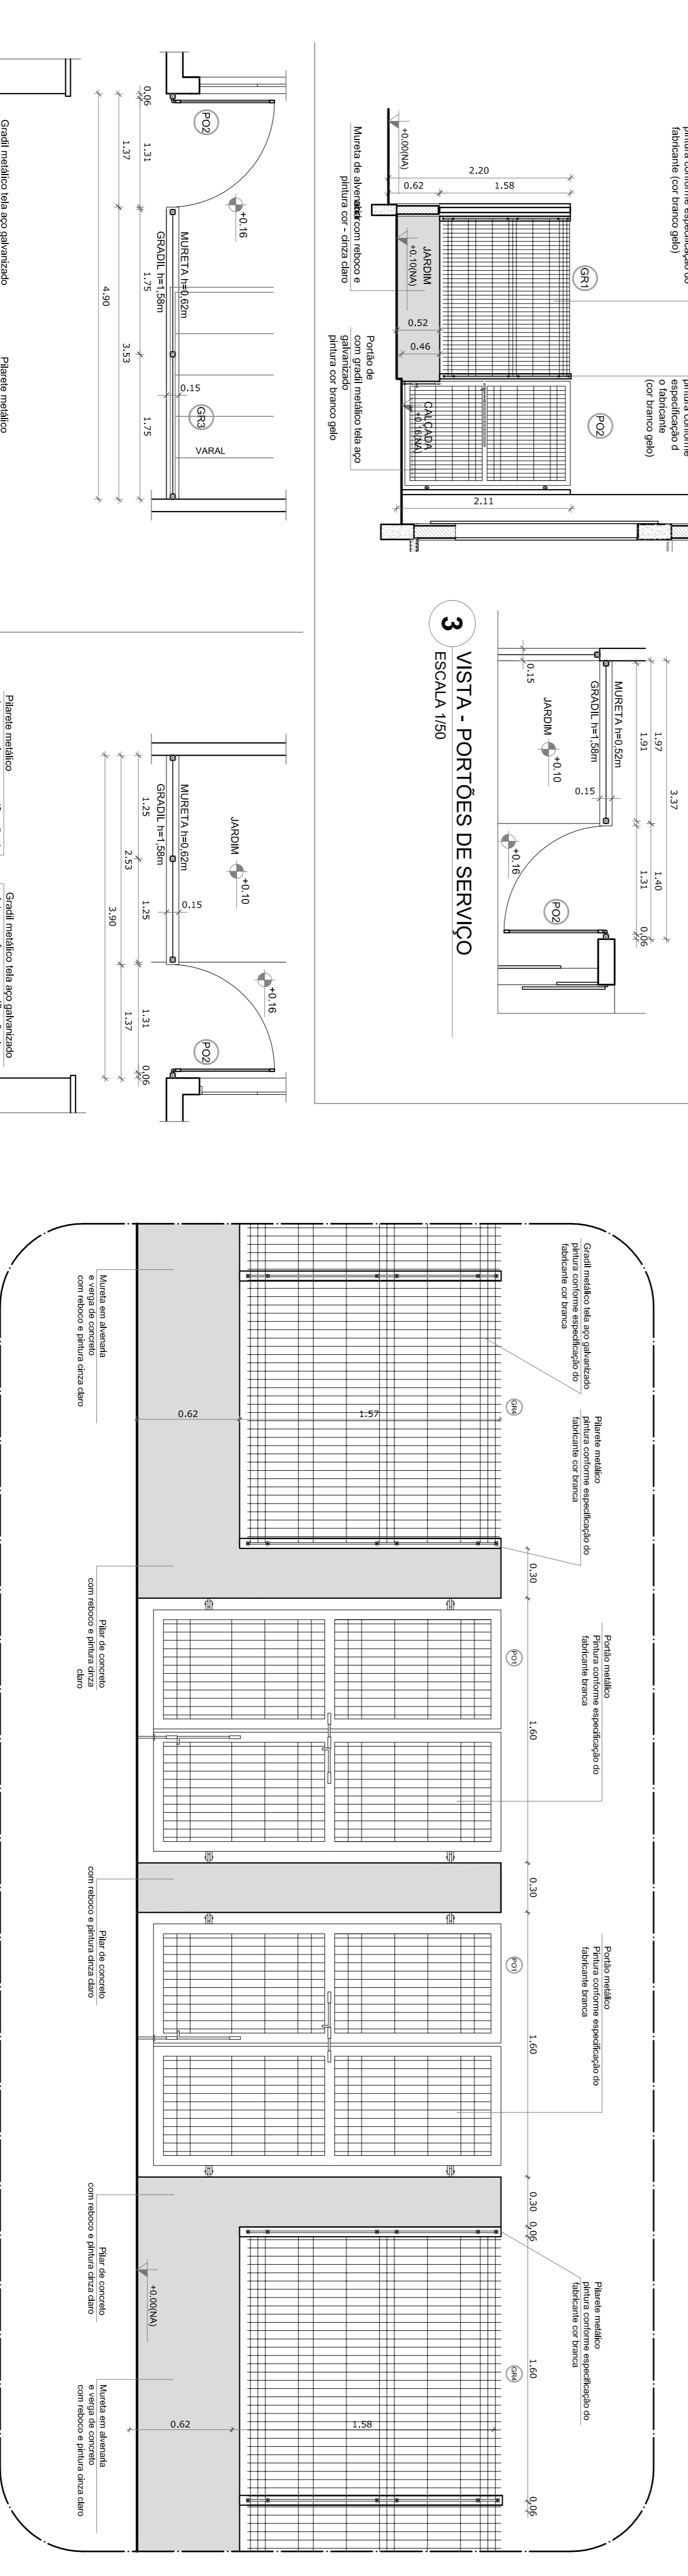 pintura conforme especificação do
fabricante (cor branco gelo)
pintura conforme
especificação d
o fabricante
(cor branco gelo)
GR1
PO2
2.20
0.62
1.58
+0.00(NA)
JARDIM
+0.10(NA)
0.52
0.46
CALÇADA
+0.16(NA)
2.11
pintura cor - cinza claro
Portão de
com gradil metálico tela aço
galvanizado
pintura cor branco gelo
3.37
1.97
1.40
1.91
1.31
0.06
MURETA h=0,52m
GRADIL h=1,58m
0.15
0.15
JARDIM
+0.10
+0.16
PO2
3
VISTA - PORTÕES DE SERVIÇO
ESCALA 1/50
PO2
+0.16
MURETA h=0,62m
GRADIL h=1,58m
0.15
GR3
VARAL
0.06
1.31
1.75
1.75
1.37
3.53
4.90
Gradil metálico tela aço galvanizado
Pilarete metálico
JARDIM
+0.10
+0.16
MURETA h=0,62m
GRADIL h=1,58m
0.15
PO2
1.25
1.25
1.31
0.06
2.53
1.37
3.90
Pilarete metálico
Gradil metálico tela aço galvanizado
Gradil metálico tela aço galvanizado
pintura conforme especificação do
fabricante cor branca
Pilarete metálico
pintura conforme especificação do
fabricante cor branca
Portão metálico
Pintura conforme especificação do
fabricante branca
Portão metálico
Pintura conforme especificação do
fabricante branca
Pilarete metálico
pintura conforme especificação do
fabricante cor branca
0.30
1.60
0.30
1.60
0.30
0.06
1.60
0.06
GR4
PO1
PO1
GR4
1.57
0.62
1.58
0.62
+0.00(NA)
Mureta em alvenaria
e verga de concreto
com reboco e pintura cinza claro
Pilar de concreto
com reboco e pintura cinza
claro
Pilar de concreto
com reboco e pintura cinza claro
Pilar de concreto
com reboco e pintura cinza claro
Mureta em alvenaria
e verga de concreto
com reboco e pintura cinza claro